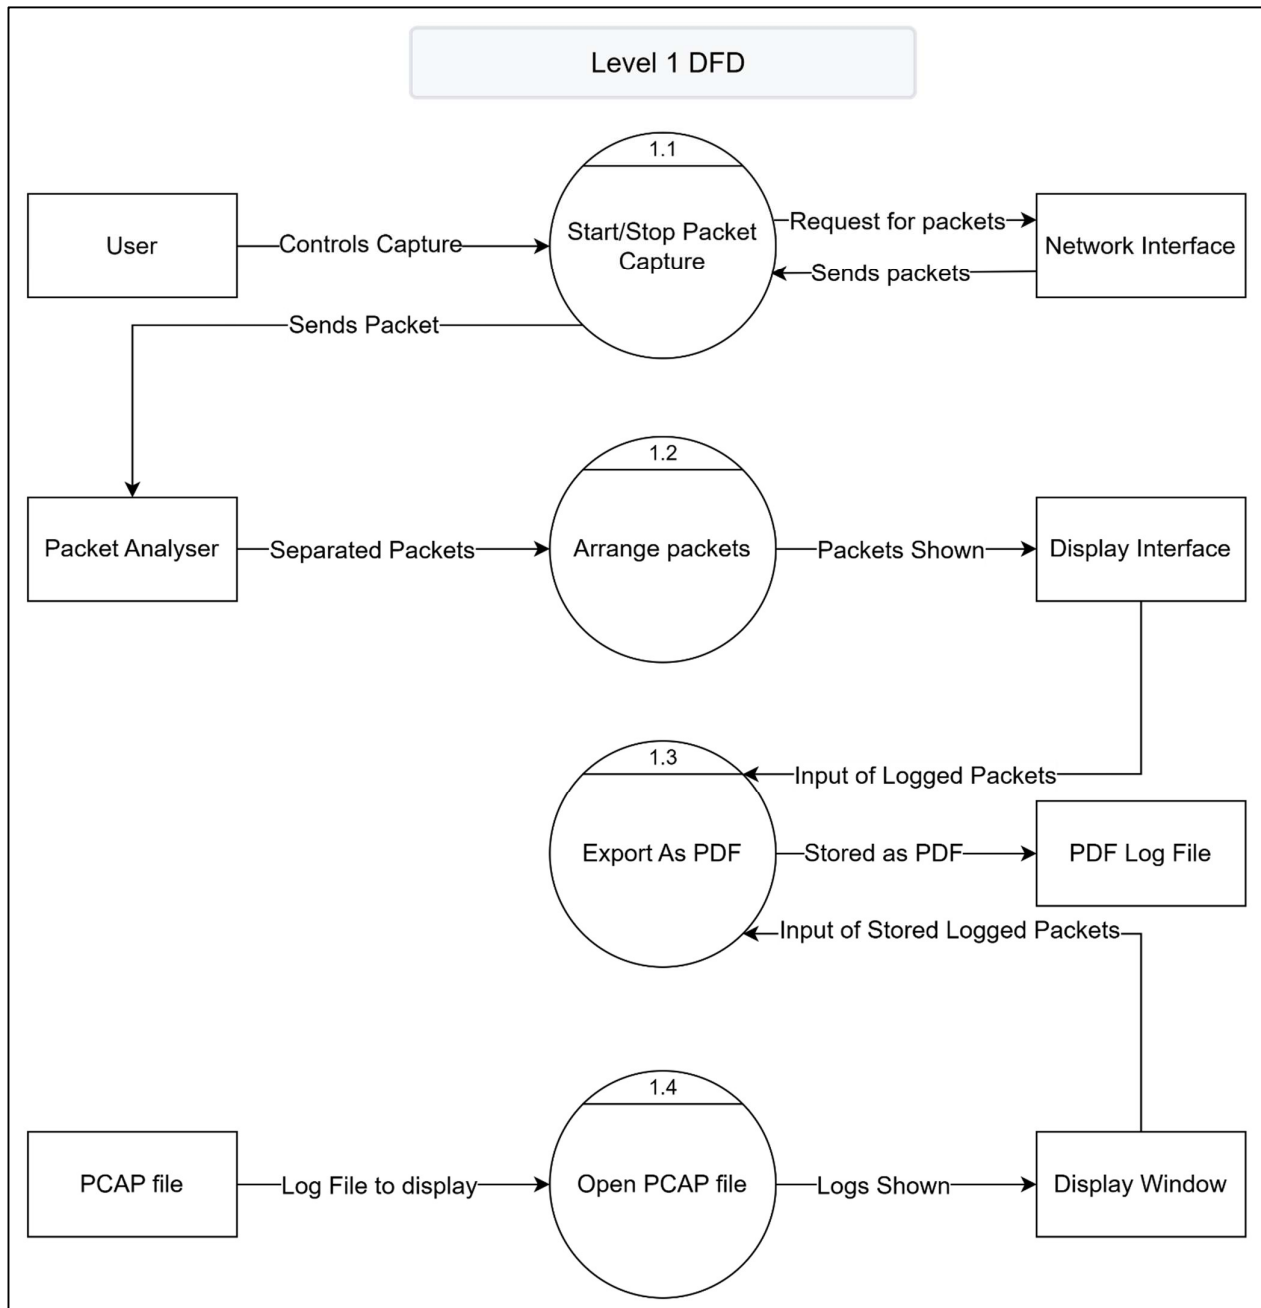 Level 1 DFD
1.1
User
Controls Capture
Start/Stop Packet
Capture
Request for packets
Sends packets
Network Interface
Sends Packet
1.2
Packet Analyser
Separated Packets
Arrange packets
Packets Shown
Display Interface
1.3
Input of Logged Packets
Export As PDF
Stored as PDF
PDF Log File
Input of Stored Logged Packets
1.4
PCAP file
Log File to display
Open PCAP file
Logs Shown
Display Window